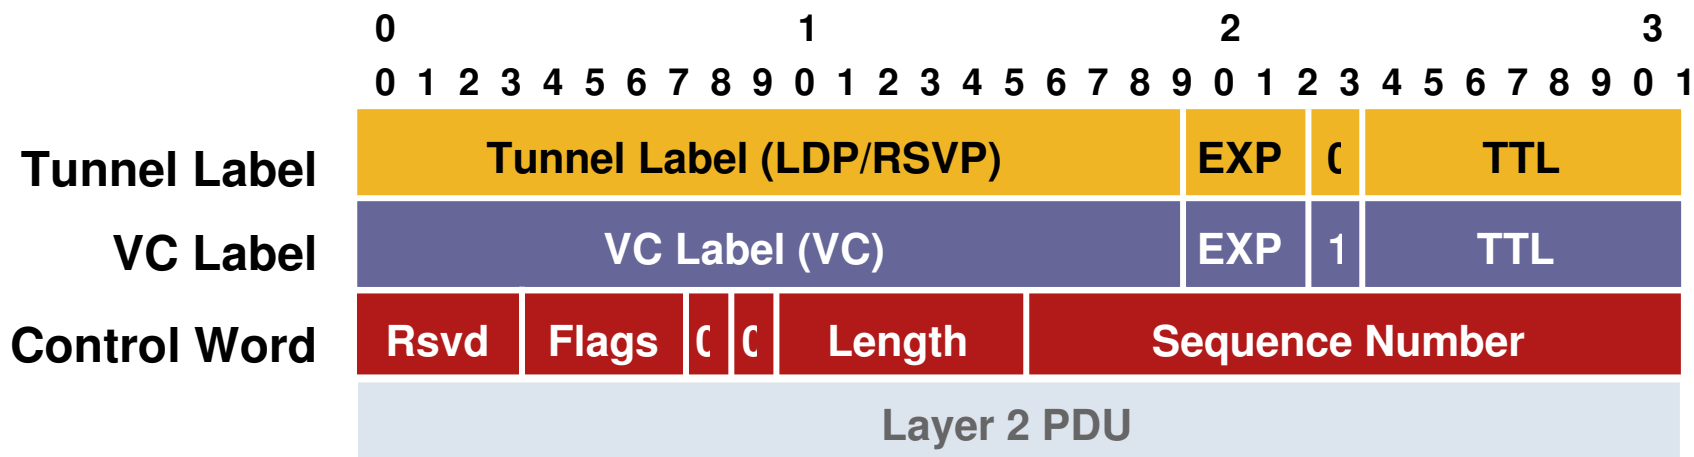 0 1 2 3
0 1 2 3 4 5 6 7 8 9 0 1 2 3 4 5 6 7 8 9 0 1 2 3 4 5 6 7 8 9 0 1
Tunnel Label Tunnel Label (LDP/RSVP) EXP 0 TTL
VC Label VC Label (VC) EXP 1 TTL
Control Word Rsvd Flags 0 0 Length Sequence Number
Layer 2 PDU